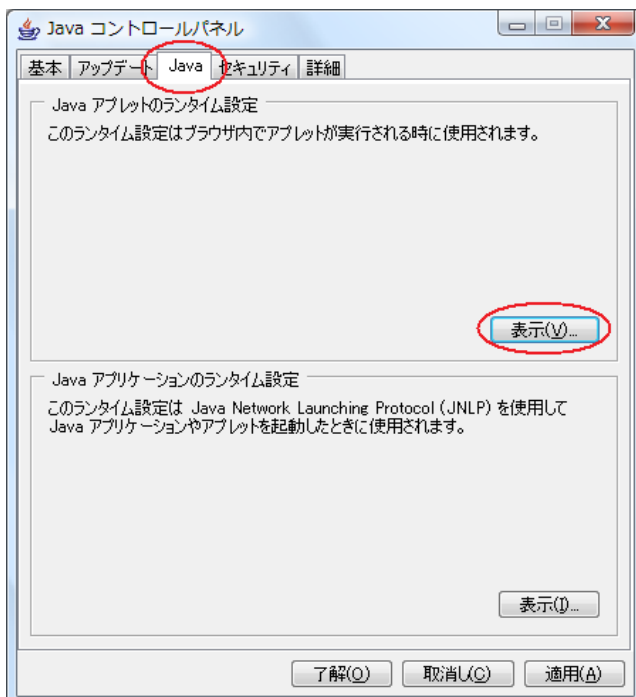 Java コントロールパネル
基本 アップデート Java セキュリティ 詳細
Java アプレットのランタイム設定
このランタイム設定はブラウザ内でアプレットが実行される時に使用されます。
表示(V)...
Java アプリケーションのランタイム設定
このランタイム設定は Java Network Launching Protocol (JNLP) を使用して
Java アプリケーションやアプレットを起動したときに使用されます。
表示(I)...
了解(O) 取消し(C) 適用(A)